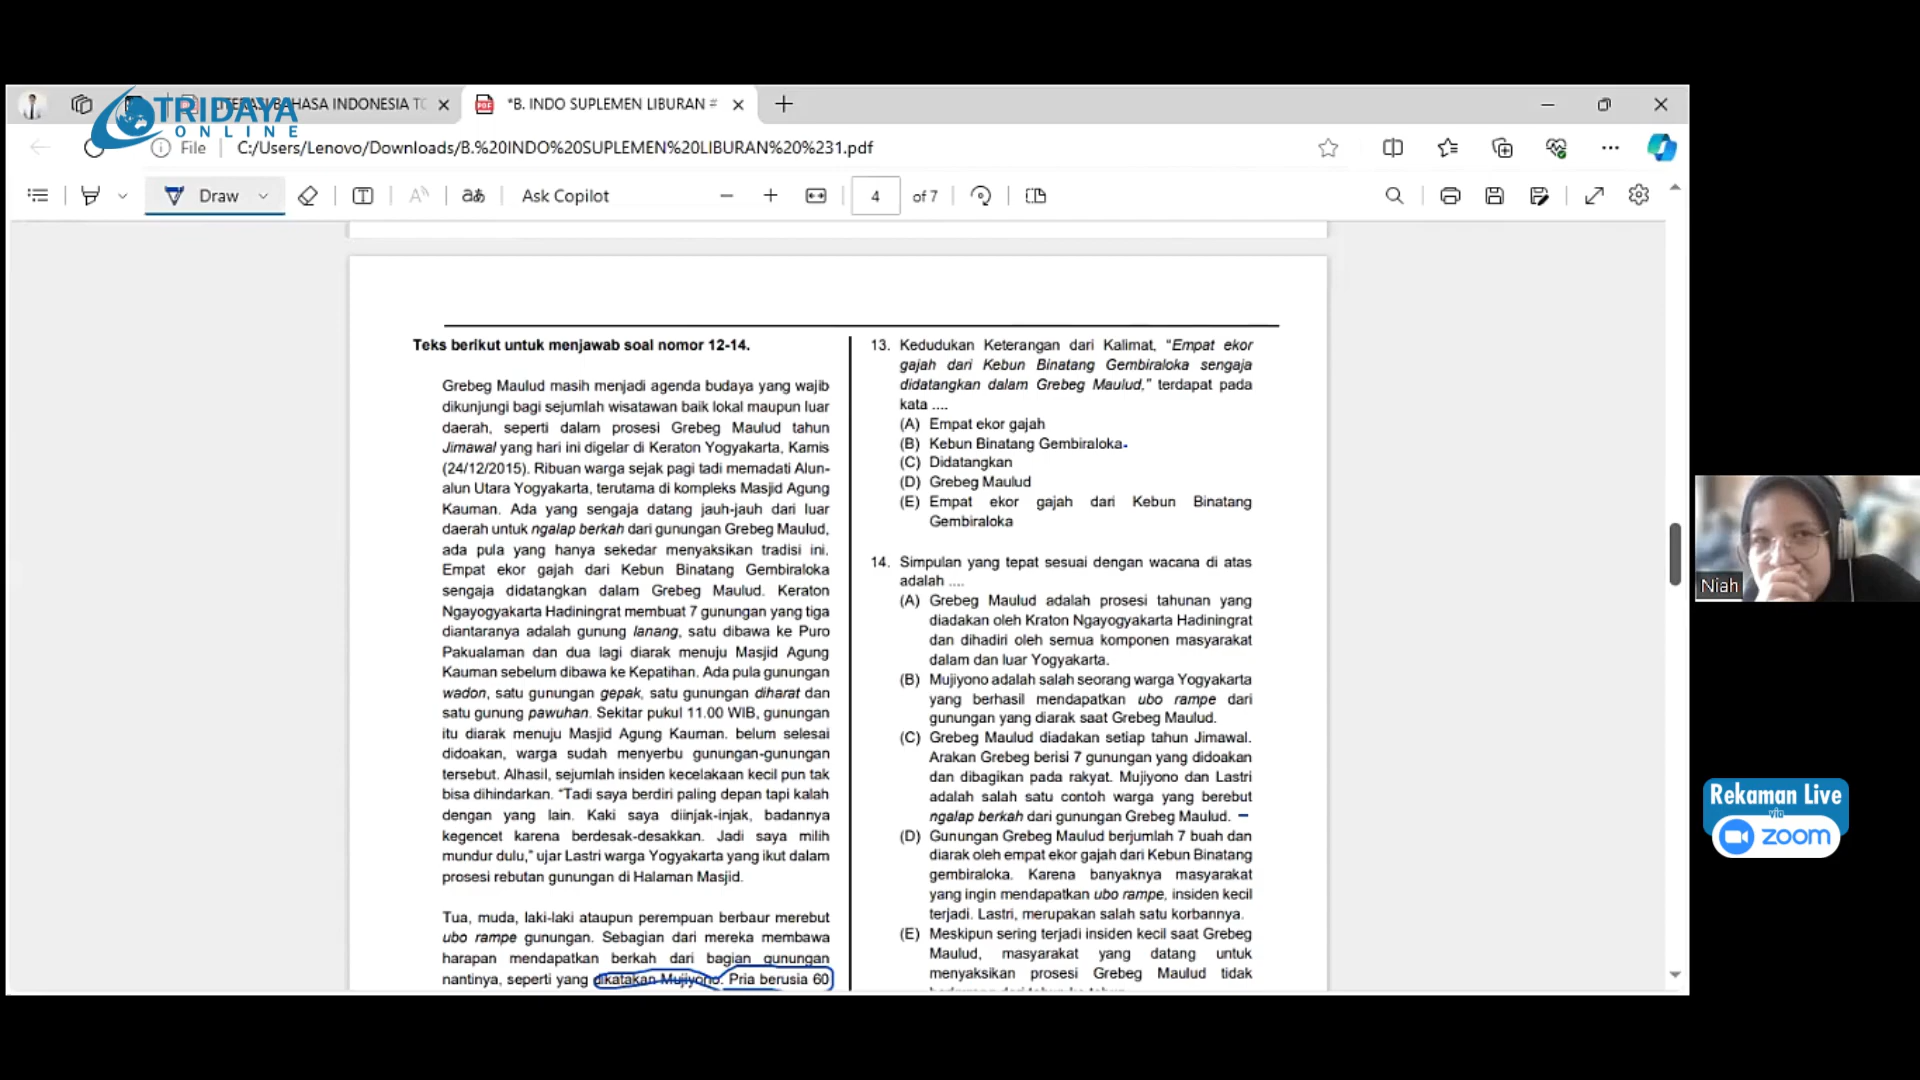 TRIDAYA
ONLINE
BAHASA INDONESIA TO
*B. INDO SUPLEMEN LIBURAN #
File
C:/Users/Lenovo/Downloads/B.%20INDO%20SUPLEMEN%20LIBURAN%20%231.pdf
Draw
Ask Copilot
4
of 7
Teks berikut untuk menjawab soal nomor 12-14.
Grebeg Maulud masih menjadi agenda budaya yang wajib
dikunjungi bagi sejumlah wisatawan baik lokal maupun luar
daerah, seperti dalam prosesi Grebeg Maulud tahun
Jimawal yang hari ini digelar di Keraton Yogyakarta, Kamis
(24/12/2015). Ribuan warga sejak pagi tadi memadati Alun-
alun Utara Yogyakarta, terutama di kompleks Masjid Agung
Kauman. Ada yang sengaja datang jauh-jauh dari luar
daerah untuk ngalap berkah dari gunungan Grebeg Maulud,
ada pula yang hanya sekedar menyaksikan tradisi ini.
Empat ekor gajah dari Kebun Binatang Gembiraloka
sengaja didatangkan dalam Grebeg Maulud. Keraton
Ngayogyakarta Hadiningrat membuat 7 gunungan yang tiga
diantaranya adalah gunung lanang, satu dibawa ke Puro
Pakualaman dan dua lagi diarak menuju Masjid Agung
Kauman sebelum dibawa ke Kepatihan. Ada pula gunungan
wadon, satu gunungan gepak, satu gunungan diharat dan
satu gunung pawuhan. Sekitar pukul 11.00 WIB, gunungan
itu diarak menuju Masjid Agung Kauman. belum selesai
didoakan, warga sudah menyerbu gunungan-gunungan
tersebut. Alhasil, sejumlah insiden kecelakaan kecil pun tak
bisa dihindarkan. “Tadi saya berdiri paling depan tapi kalah
dengan yang lain. Kaki saya diinjak-injak, badannya
kegencet karena berdesak-desakkan. Jadi saya milih
mundur dulu,” ujar Lastri warga Yogyakarta yang ikut dalam
prosesi rebutan gunungan di Halaman Masjid.
Tua, muda, laki-laki ataupun perempuan berbaur merebut
ubo rampe gunungan. Sebagian dari mereka membawa
harapan mendapatkan berkah dari bagian gunungan
nantinya, seperti yang dikatakan Mujiyono. Pria berusia 60
13. Kedudukan Keterangan dari Kalimat, “Empat ekor
gajah dari Kebun Binatang Gembiraloka sengaja
didatangkan dalam Grebeg Maulud,” terdapat pada
kata ....
(A) Empat ekor gajah
(B) Kebun Binatang Gembiraloka
(C) Didatangkan
(D) Grebeg Maulud
(E) Empat ekor gajah dari Kebun Binatang
Gembiraloka
14. Simpulan yang tepat sesuai dengan wacana di atas
adalah ....
(A) Grebeg Maulud adalah prosesi tahunan yang
diadakan oleh Kraton Ngayogyakarta Hadiningrat
dan dihadiri oleh semua komponen masyarakat
dalam dan luar Yogyakarta.
(B) Mujiyono adalah salah seorang warga Yogyakarta
yang berhasil mendapatkan ubo rampe dari
gunungan yang diarak saat Grebeg Maulud.
(C) Grebeg Maulud diadakan setiap tahun Jimawal.
Arakan Grebeg berisi 7 gunungan yang didoakan
dan dibagikan pada rakyat. Mujiyono dan Lastri
adalah salah satu contoh warga yang berebut
ngalap berkah dari gunungan Grebeg Maulud.
(D) Gunungan Grebeg Maulud berjumlah 7 buah dan
diarak oleh empat ekor gajah dari Kebun Binatang
gembiraloka. Karena banyaknya masyarakat
yang ingin mendapatkan ubo rampe, insiden kecil
terjadi. Lastri, merupakan salah satu korbannya.
(E) Meskipun sering terjadi insiden kecil saat Grebeg
Maulud, masyarakat yang datang untuk
menyaksikan prosesi Grebeg Maulud tidak
Niah
Rekaman Live
via
zoom